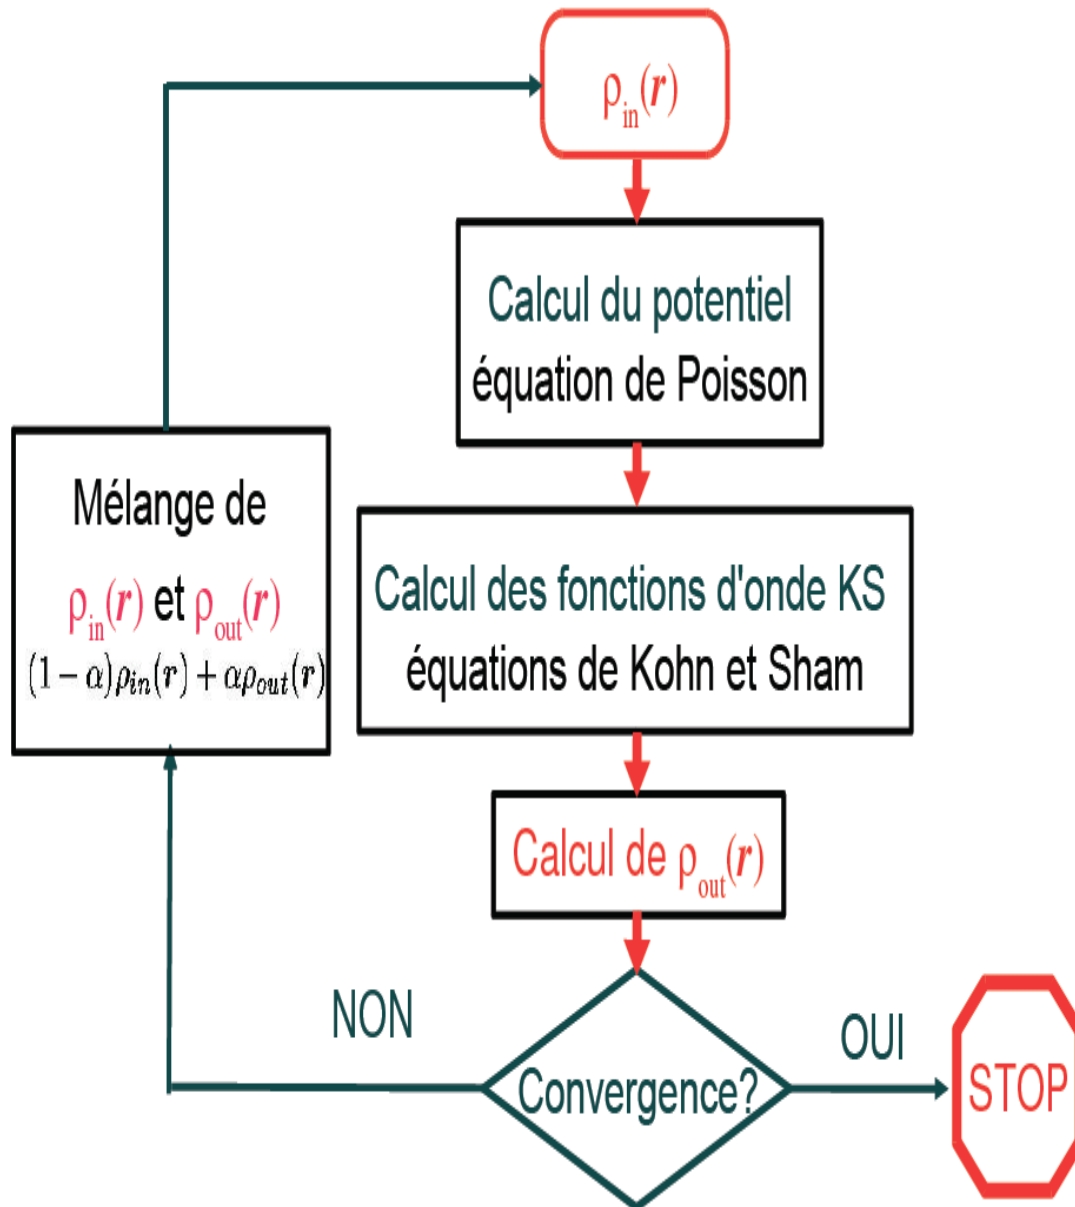 ρin(r)
Calcul du potentiel
équation de Poisson
Mélange de
ρin(r) et ρout(r)
(1 - α)ρin(r) + αρout(r)
Calcul des fonctions d'onde KS
équations de Kohn et Sham
Calcul de ρout(r)
NON
OUI
Convergence?
STOP